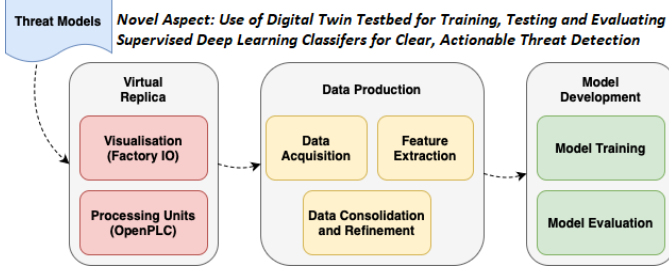 Threat Models
Novel Aspect: Use of Digital Twin Testbed for Training, Testing and Evaluating
Supervised Deep Learning Classifers for Clear, Actionable Threat Detection
Virtual
Replica
Visualisation
(Factory IO)
Processing Units
(OpenPLC)
Data Production
Data
Acquisition
Feature
Extraction
Data Consolidation
and Refinement
Model
Development
Model Training
Model Evaluation